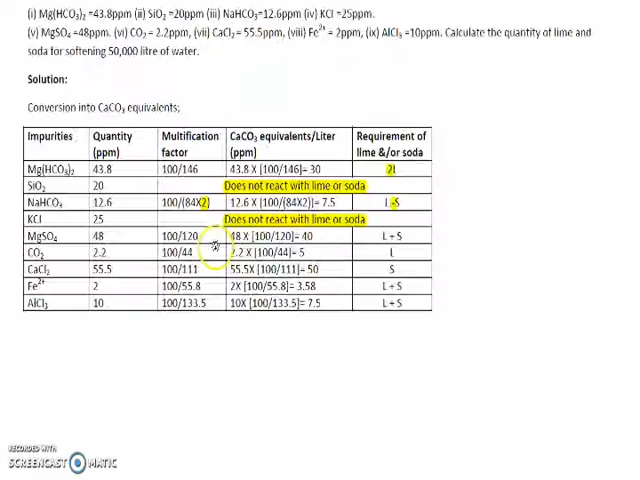 (i) Mg(HCO₃)₂ =43.8ppm (ii) SiO₂ =20ppm (iii) NaHCO₃=12.6ppm (iv) KCl =25ppm.
(v) MgSO₄ =48ppm. (vi) CO₂ = 2.2ppm, (vii) CaCl₂ = 55.5ppm, (viii) Fe²⁺ = 2ppm, (ix) AlCl₃ =10ppm. Calculate the quantity of lime and
soda for softening 50,000 litre of water.
Solution:
Conversion into CaCO₃ equivalents;
Impurities Quantity (ppm) Multification factor CaCO₃ equivalents/Liter (ppm) Requirement of lime &/or soda
Mg(HCO₃)₂ 43.8 100/146 43.8 X [100/146]= 30 2L
SiO₂ 20 Does not react with lime or soda
NaHCO₃ 12.6 100/(84X2) 12.6 X [100/(84X2)]= 7.5 L -S
KCl 25 Does not react with lime or soda
MgSO₄ 48 100/120 48 X [100/120]= 40 L + S
CO₂ 2.2 100/44 2.2 X [100/44]= 5 L
CaCl₂ 55.5 100/111 55.5X [100/111]= 50 S
Fe²⁺ 2 100/55.8 2X [100/55.8]= 3.58 L + S
AlCl₃ 10 100/133.5 10X [100/133.5]= 7.5 L + S
RECORDED WITH
SCREENCAST MATIC